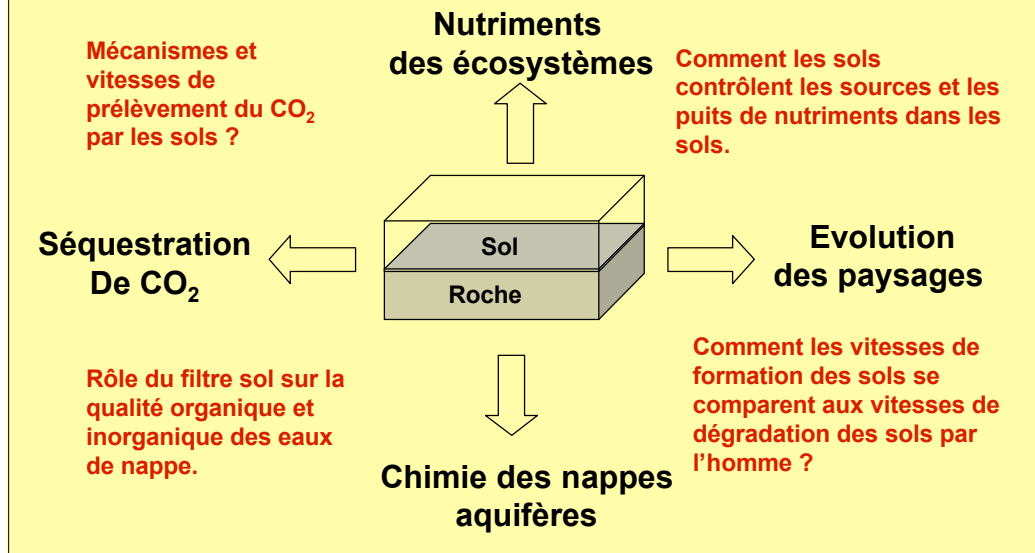 Nutriments
des écosystèmes
Mécanismes et
vitesses de
prélèvement du CO₂
par les sols ?
Comment les sols
contrôlent les sources et les
puits de nutriments dans les
sols.
Séquestration
De CO₂
Sol
Roche
Evolution
des paysages
Rôle du filtre sol sur la
qualité organique et
inorganique des eaux
de nappe.
Comment les vitesses de
formation des sols se
comparent aux vitesses de
dégradation des sols par
l'homme ?
Chimie des nappes
aquifères